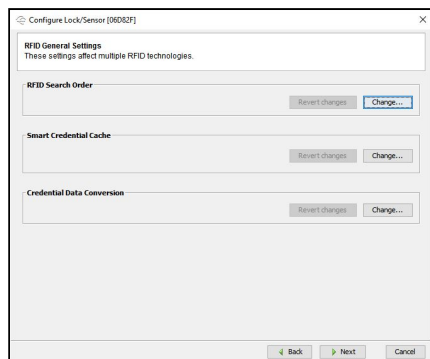 Configure Lock/Sensor [06D82F]
RFID General Settings
These settings affect multiple RFID technologies.
RFID Search Order
Revert changes Change...
Smart Credential Cache
Revert changes Change...
Credential Data Conversion
Revert changes Change...
Back Next Cancel